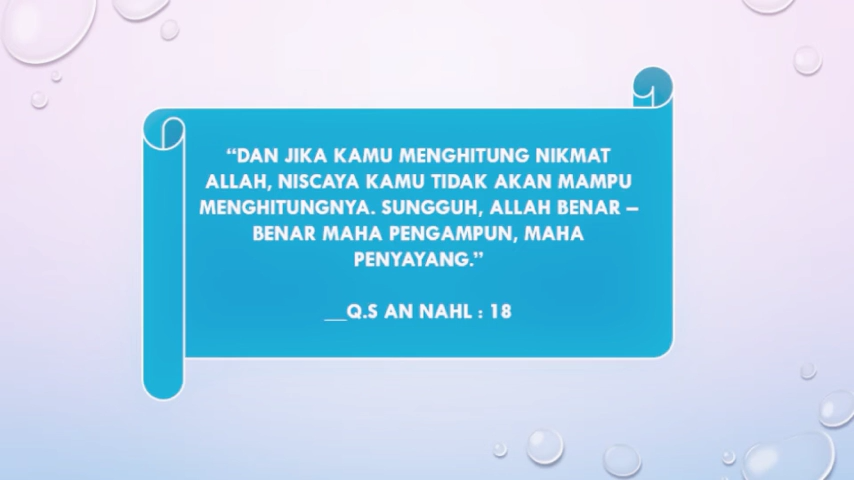 “DAN JIKA KAMU MENGHITUNG NIKMAT
ALLAH, NISCAYA KAMU TIDAK AKAN MAMPU
MENGHITUNGNYA. SUNGGUH, ALLAH BENAR –
BENAR MAHA PENGAMPUN, MAHA
PENYAYANG.”
__Q.S AN NAHL : 18